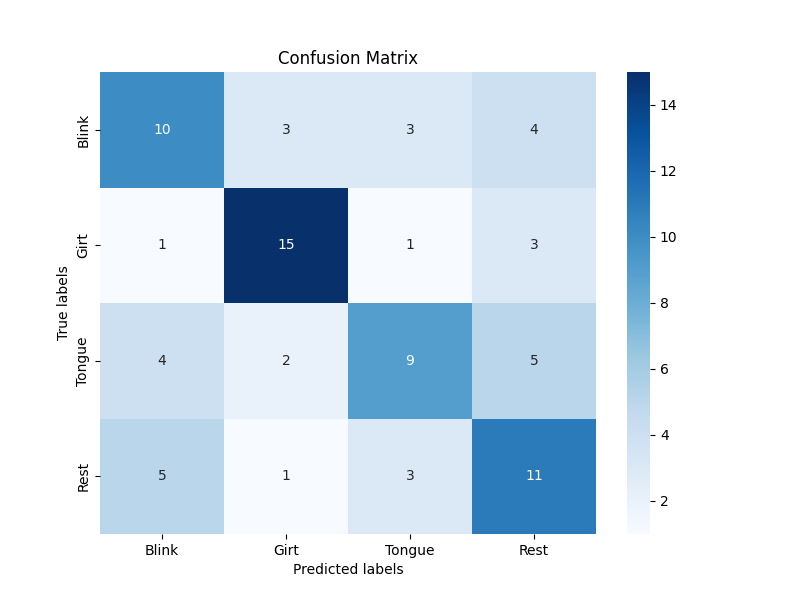 Confusion Matrix
Blink 10 3 3 4
Girt 1 15 1 3
Tongue 4 2 9 5
Rest 5 1 3 11
Blink Girt Tongue Rest
Predicted labels
True labels
14
12
10
8
6
4
2